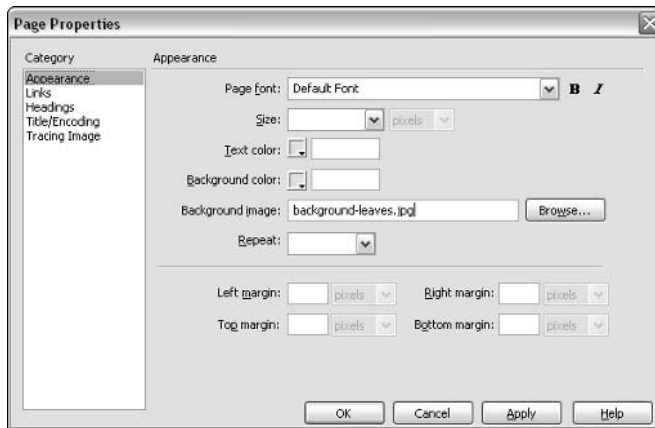 Page Properties
Category
Appearance
Links
Headings
Title/Encoding
Tracing Image
Appearance
Page font: Default Font B I
Size: pixels
Text color:
Background color:
Background image: background-leaves.jpg Browse...
Repeat:
Left margin: pixels Right margin: pixels
Top margin: pixels Bottom margin: pixels
OK Cancel Apply Help